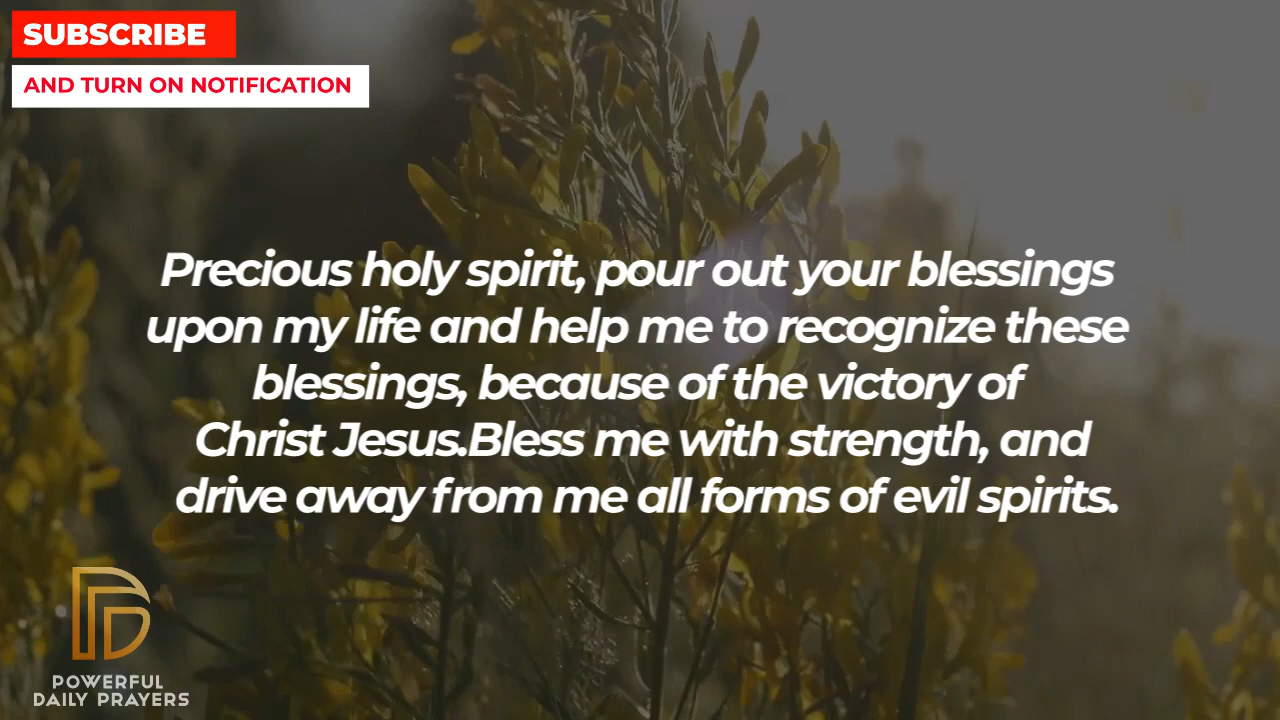 SUBSCRIBE
AND TURN ON NOTIFICATION
Precious holy spirit, pour out your blessings
upon my life and help me to recognize these
blessings, because of the victory of
Christ Jesus.Bless me with strength, and
drive away from me all forms of evil spirits.
POWERFUL
DAILY PRAYERS